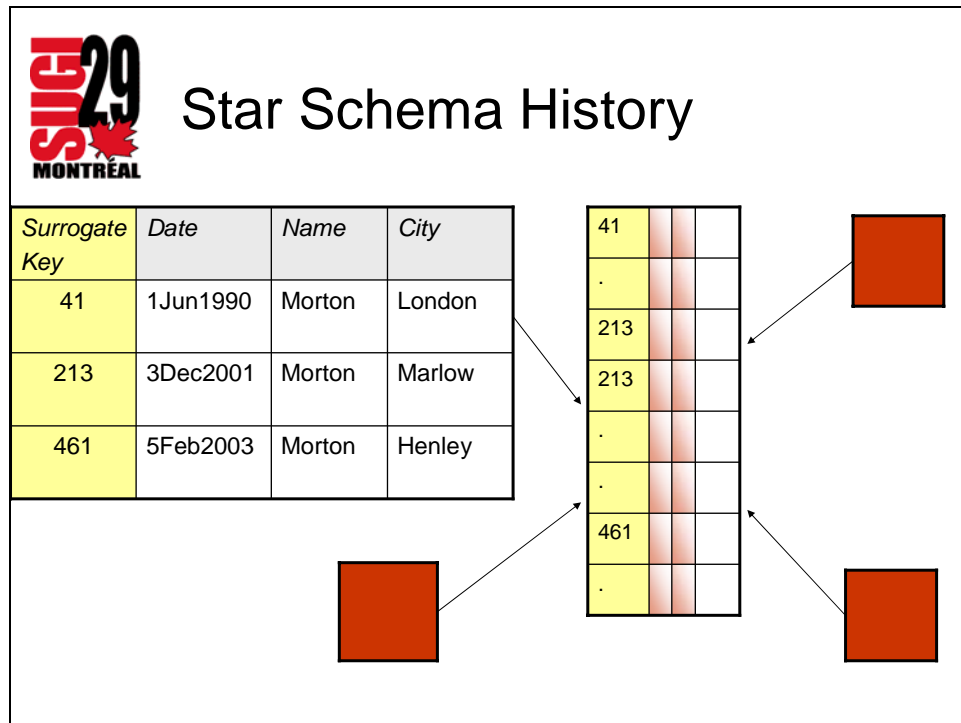 SUGI
29
MONTRÉAL
Star Schema History
Surrogate Key Date Name City
41 1Jun1990 Morton London
213 3Dec2001 Morton Marlow
461 5Feb2003 Morton Henley
41
.
213
213
.
.
461
.